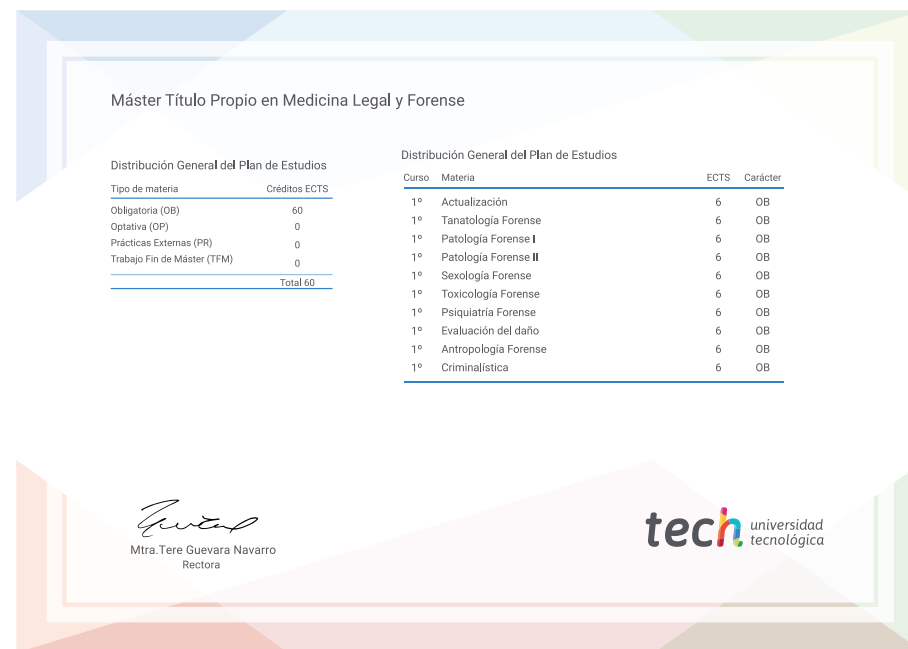 Máster Título Propio en Medicina Legal y Forense
Distribución General del Plan de Estudios
Tipo de materia Créditos ECTS
Obligatoria (OB) 60
Optativa (OP) 0
Prácticas Externas (PR) 0
Trabajo Fin de Máster (TFM) 0
Total 60
Distribución General del Plan de Estudios
Curso Materia ECTS Carácter
1º Actualización 6 OB
1º Tanatología Forense 6 OB
1º Patología Forense I 6 OB
1º Patología Forense II 6 OB
1º Sexología Forense 6 OB
1º Toxicología Forense 6 OB
1º Psiquiatría Forense 6 OB
1º Evaluación del daño 6 OB
1º Antropología Forense 6 OB
1º Criminalística 6 OB
Mtra.Tere Guevara Navarro
Rectora
tech universidad
tecnológica